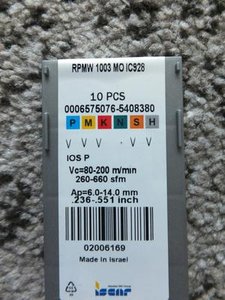 RPMW 1003 MO IC928
10 PCS
0006575076-5408380
P M K N S H
V V V V V
IOS P
Vc=80-200 m/min
260-660 sfm
Ap=6.0-14.0 mm
.236-.551 inch
02006169
Made in Israel
iscar